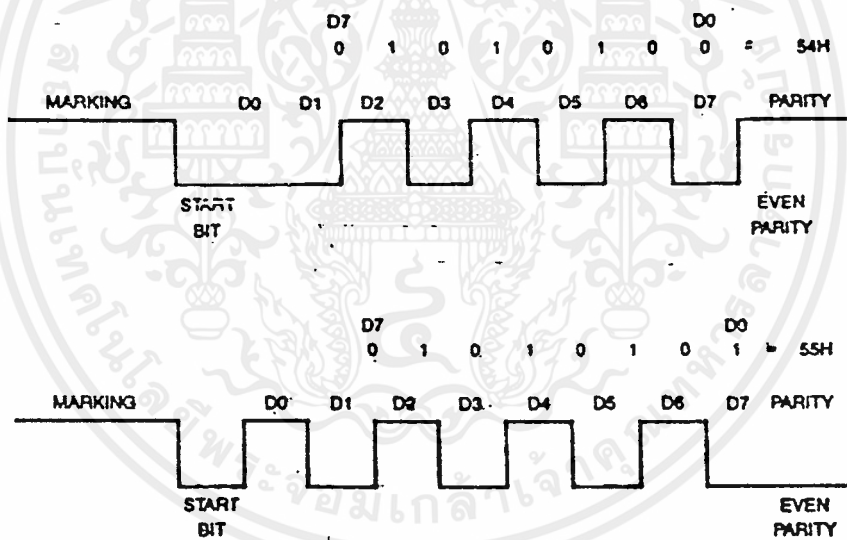 D7 D0
0 1 0 1 0 1 0 0 = 54H
MARKING D0 D1 D2 D3 D4 D5 D6 D7 PARITY
START
BIT
EVEN
PARITY
D7 D0
0 1 0 1 0 1 0 1 = 55H
MARKING D0 D1 D2 D3 D4 D5 D6 D7 PARITY
START
BIT
EVEN
PARITY